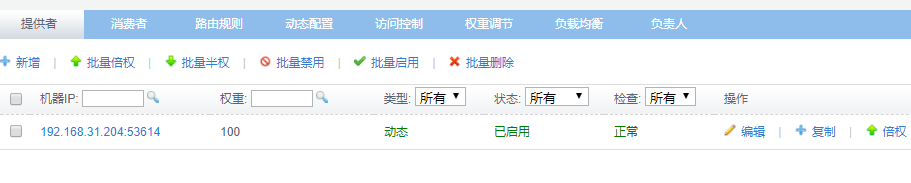 提供者 消费者 路由规则 动态配置 访问控制 权重调节 负载均衡 负责人
新增 | 批量倍权 | 批量半权 | 批量禁用 | 批量启用 | 批量删除
机器IP: 权重: 类型: 所有 状态: 所有 检查: 所有 操作
192.168.31.204:53614 100 动态 已启用 正常 编辑 | 复制 | 倍权